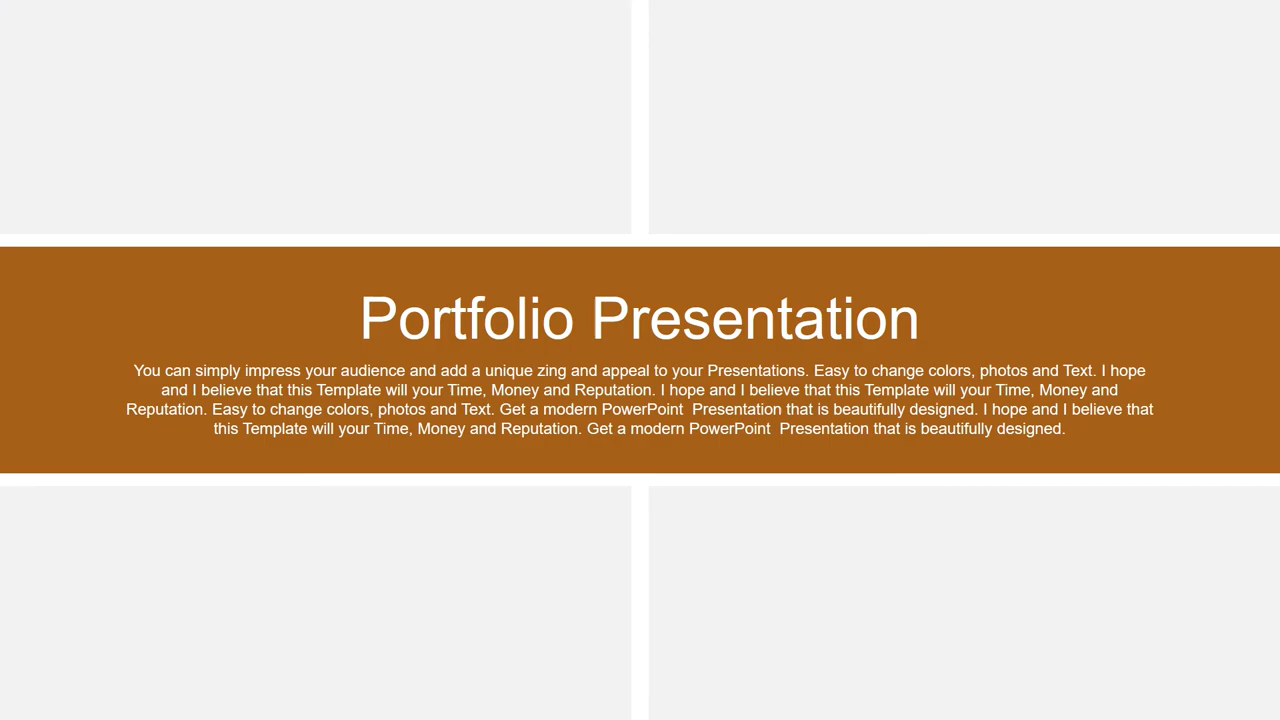 Portfolio Presentation
You can simply impress your audience and add a unique zing and appeal to your Presentations. Easy to change colors, photos and Text. I hope
and I believe that this Template will your Time, Money and Reputation. I hope and I believe that this Template will your Time, Money and
Reputation. Easy to change colors, photos and Text. Get a modern PowerPoint  Presentation that is beautifully designed. I hope and I believe that
this Template will your Time, Money and Reputation. Get a modern PowerPoint  Presentation that is beautifully designed.